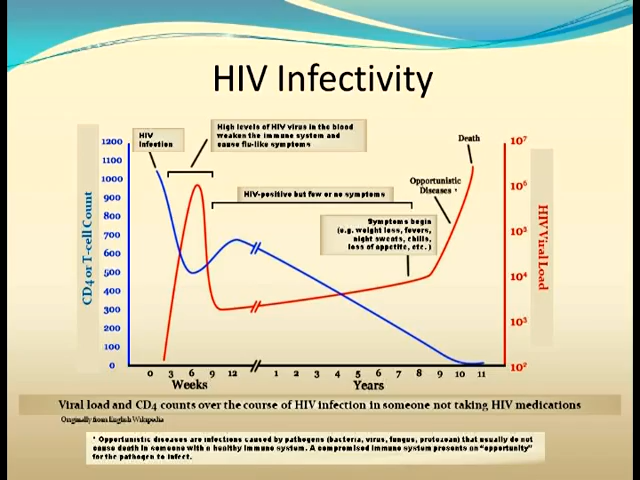 HIV Infectivity
HIV
Infection
High levels of HIV virus in the blood
weaken the immune system and
cause flu-like symptoms
Death
Opportunistic
Diseases *
HIV-positive but few or no symptoms
Symptoms begin
(e.g. weight loss, fevers,
night sweats, chills,
loss of appetite, etc.)
CD4 or T-cell Count
1200
1100
1000
900
800
700
600
500
400
300
200
100
0
HIV Viral Load
10⁷
10⁶
10⁵
10⁴
10³
10²
0 3 6 9 12 1 2 3 4 5 6 7 8 9 10 11
Weeks Years
Viral load and CD4 counts over the course of HIV infection in someone not taking HIV medications
Originally from English Wikipedia
* Opportunistic diseases are infections caused by pathogens (bacteria, virus, fungus, protozoan) that usually do not
cause death in someone with a healthy immune system. A compromised immune system presents an "opportunity"
for the pathogen to infect.